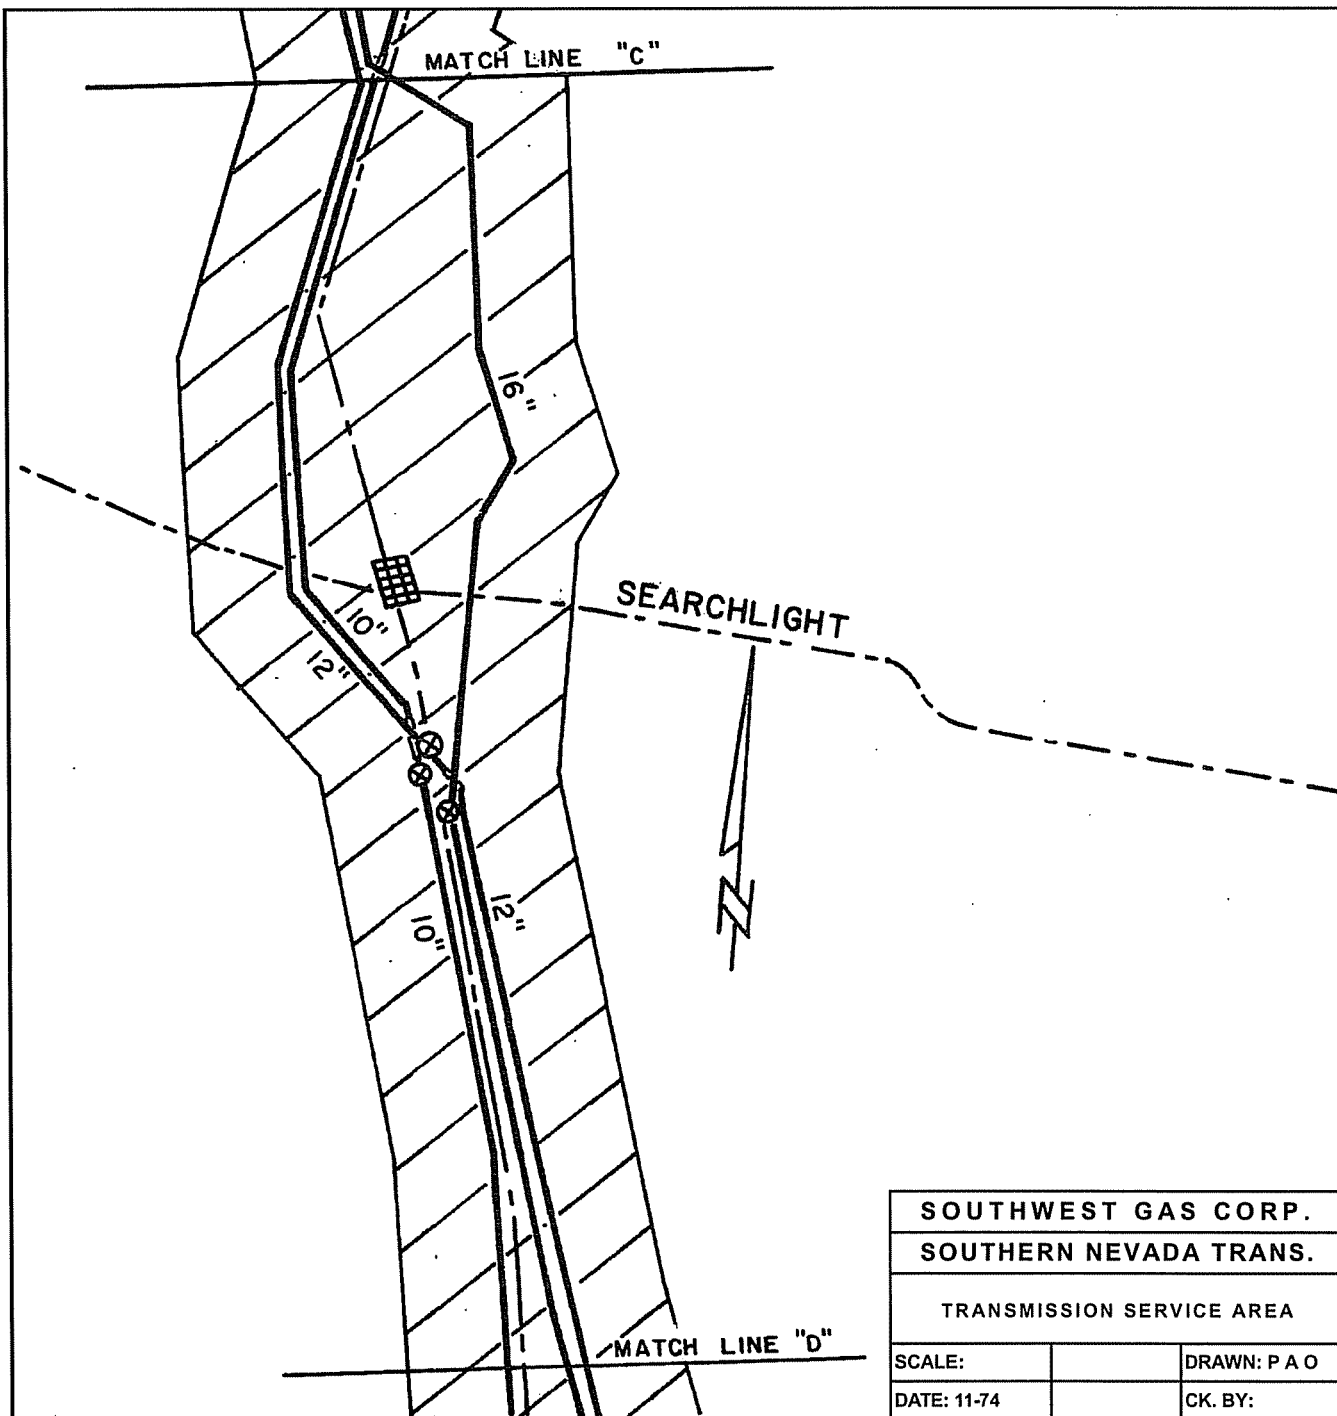 MATCH LINE "C"
16"
SEARCHLIGHT
10"
12"
12"
10"
N
MATCH LINE "D"
SOUTHWEST GAS CORP.
SOUTHERN NEVADA TRANS.
TRANSMISSION SERVICE AREA
SCALE:
DRAWN: P A O
DATE: 11-74
CK. BY: